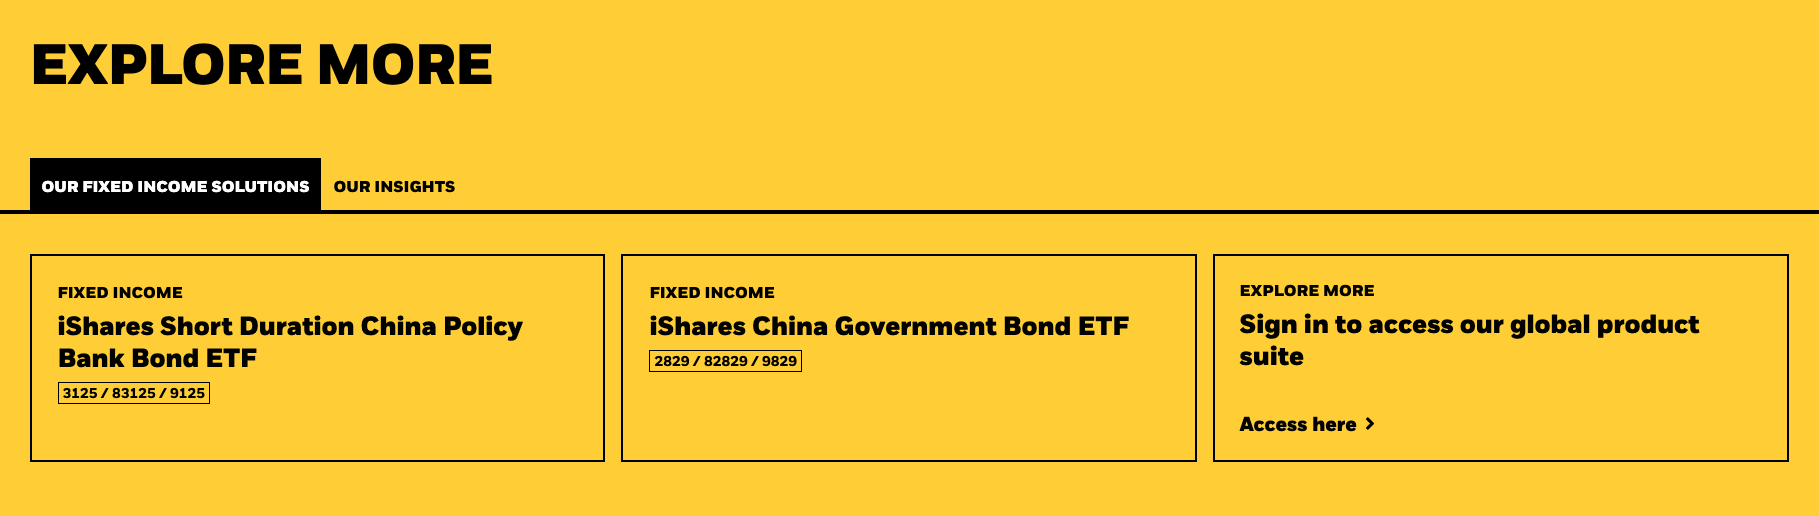 EXPLORE MORE
OUR FIXED INCOME SOLUTIONS
OUR INSIGHTS
FIXED INCOME
iShares Short Duration China Policy
Bank Bond ETF
3125 / 83125 / 9125
FIXED INCOME
iShares China Government Bond ETF
2829 / 82829 / 9829
EXPLORE MORE
Sign in to access our global product
suite
Access here